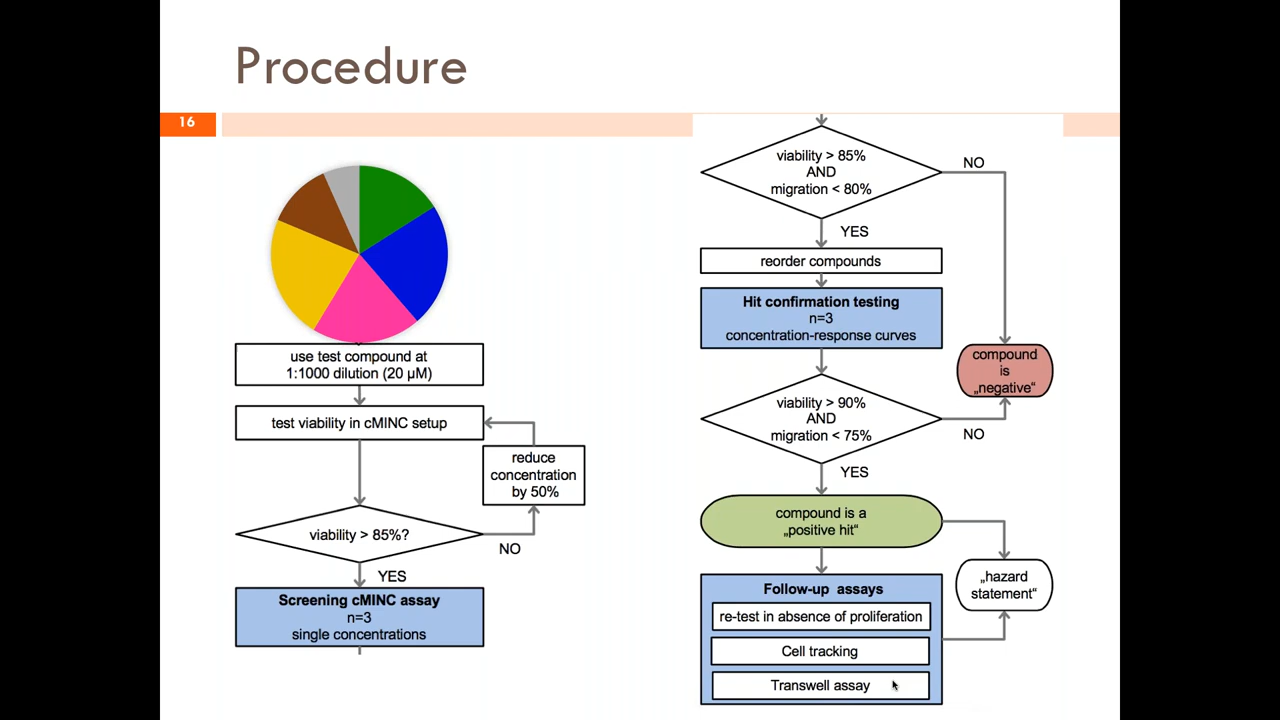 Procedure
16
use test compound at
1:1000 dilution (20 µM)
test viability in cMINC setup
reduce
concentration
by 50%
viability > 85%?
NO
YES
Screening cMINC assay
n=3
single concentrations
viability > 85%
AND
migration < 80%
NO
YES
reorder compounds
Hit confirmation testing
n=3
concentration-response curves
compound
is
„negative“
viability > 90%
AND
migration < 75%
NO
YES
compound is a
„positive hit“
„hazard
statement“
Follow-up assays
re-test in absence of proliferation
Cell tracking
Transwell assay